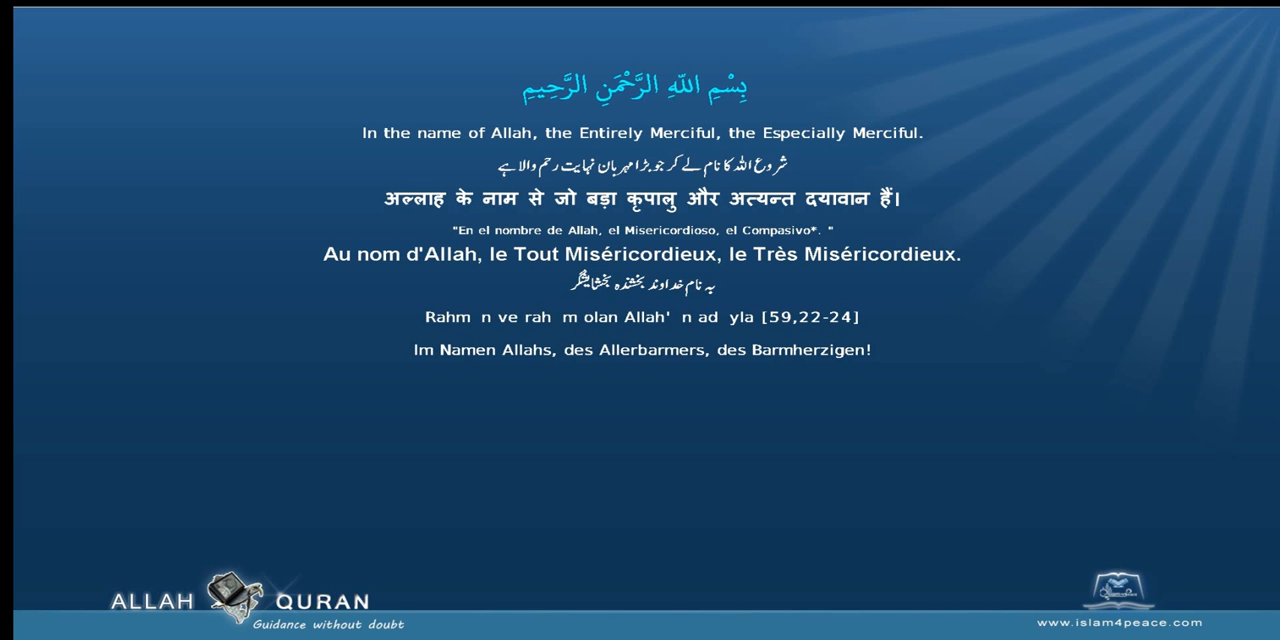 بِسْمِ اللّهِ الرَّحْمَنِ الرَّحِيمِ
In the name of Allah, the Entirely Merciful, the Especially Merciful.
شروع الله کا نام لے کر جو بڑا مہربان نہایت رحم والا ہے
अल्लाह के नाम से जो बड़ा कृपालु और अत्यन्त दयावान हैं।
"En el nombre de Allah, el Misericordioso, el Compasivo*. "
Au nom d'Allah, le Tout Miséricordieux, le Très Miséricordieux.
به نام خداوند بخشنده بخشایشگر
Rahm n ve rah m olan Allah' n ad yla [59,22-24]
Im Namen Allahs, des Allerbarmers, des Barmherzigen!
ALLAH QURAN
Guidance without doubt
www.islam4peace.com